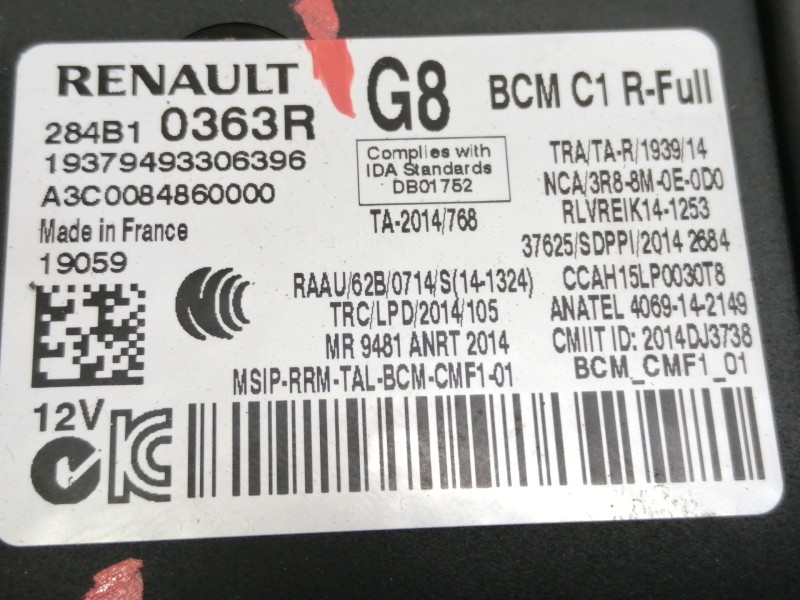 RENAULT G8 BCM C1 R-Full
284B1 0363R
19379493306396
A3C0084860000
Made in France
19059
Complies with
IDA Standards
DB01752
TA-2014/768
TRA/TA-R/1939/14
NCA/3R8-8M-0E-0D0
RLVREIK14-1253
37625/SDPPI/2014 2684
RAAU/62B/0714/S(14-1324)
CCAH15LP0030T8
TRC/LPD/2014/105
ANATEL 4069-14-2149
MR 9481 ANRT 2014
CMIIT ID: 2014DJ3738
MSIP-RRM-TAL-BCM-CMF1-01
BCM_CMF1_01
12V